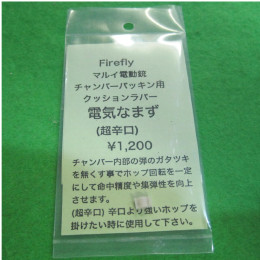 Firefly
マルイ電動銃
チャンバーパッキン用
クッションラバー
電気なまず
(超辛口)
¥1,200
チャンバー内部の弾のガタツキ
を無くす事でホップ回転を一定
にして命中精度や集弾性を向上
させます。
(超辛口) 辛口より強いホップを
掛けたい時に使用して下さい。